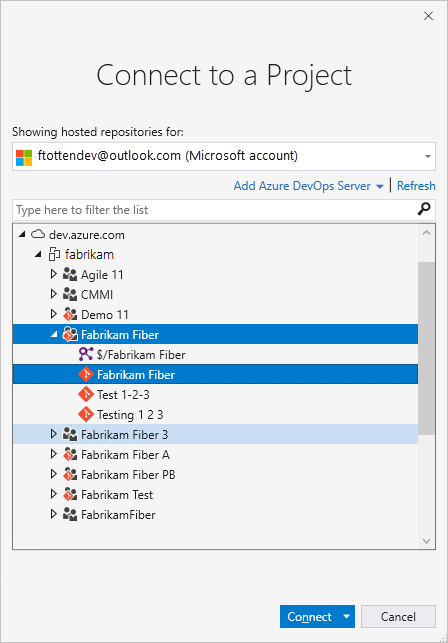 Connect to a Project
Showing hosted repositories for:
ftottendev@outlook.com (Microsoft account)
Add Azure DevOps Server | Refresh
Type here to filter the list
dev.azure.com
fabrikam
Agile 11
CMMI
Demo 11
Fabrikam Fiber
$/Fabrikam Fiber
Fabrikam Fiber
Test 1-2-3
Testing 1 2 3
Fabrikam Fiber 3
Fabrikam Fiber A
Fabrikam Fiber PB
Fabrikam Test
FabrikamFiber
Connect
Cancel